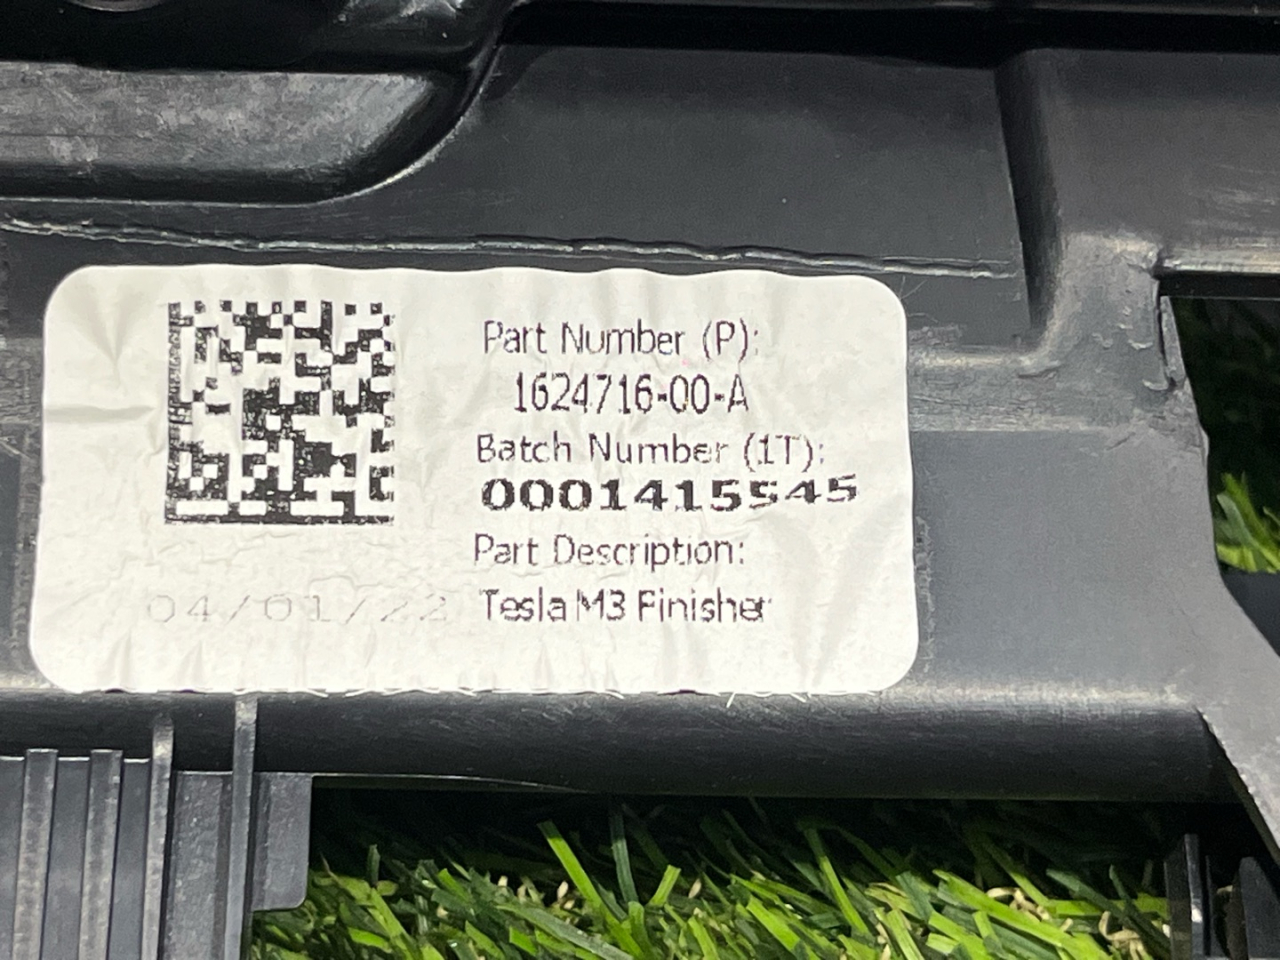 Part Number (P):
1624716-00-A
Batch Number (1T):
0001415545
Part Description:
04/01/22 Tesla M3 Finisher